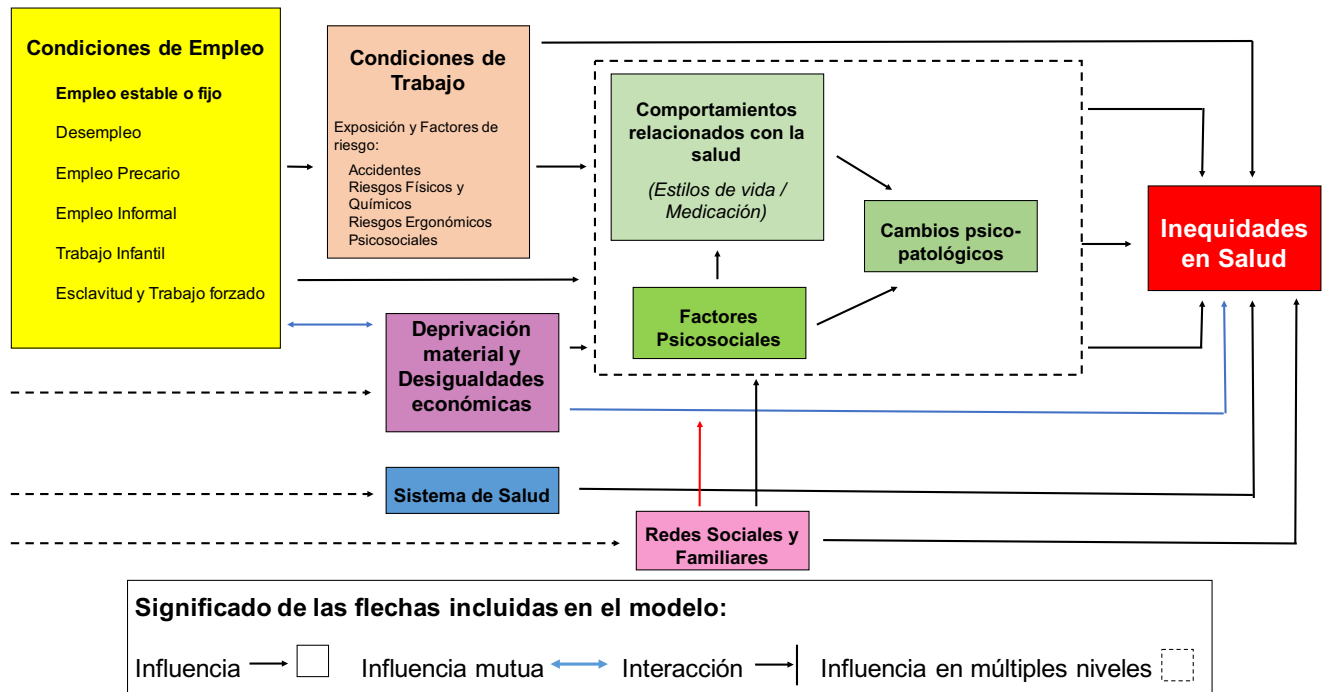 Condiciones de Empleo
Empleo estable o fijo
Desempleo
Empleo Precario
Empleo Informal
Trabajo Infantil
Esclavitud y Trabajo forzado
Condiciones de
Trabajo
Exposición y Factores de
riesgo:
Accidentes
Riesgos Físicos y
Químicos
Riesgos Ergonómicos
Psicosociales
Comportamientos
relacionados con la
salud
(Estilos de vida /
Medicación)
Cambios psico-
patológicos
Factores
Psicosociales
Inequidades
en Salud
Deprivación
material y
Desigualdades
económicas
Sistema de Salud
Redes Sociales y
Familiares
Significado de las flechas incluidas en el modelo:
Influencia Influencia mutua Interacción Influencia en múltiples niveles